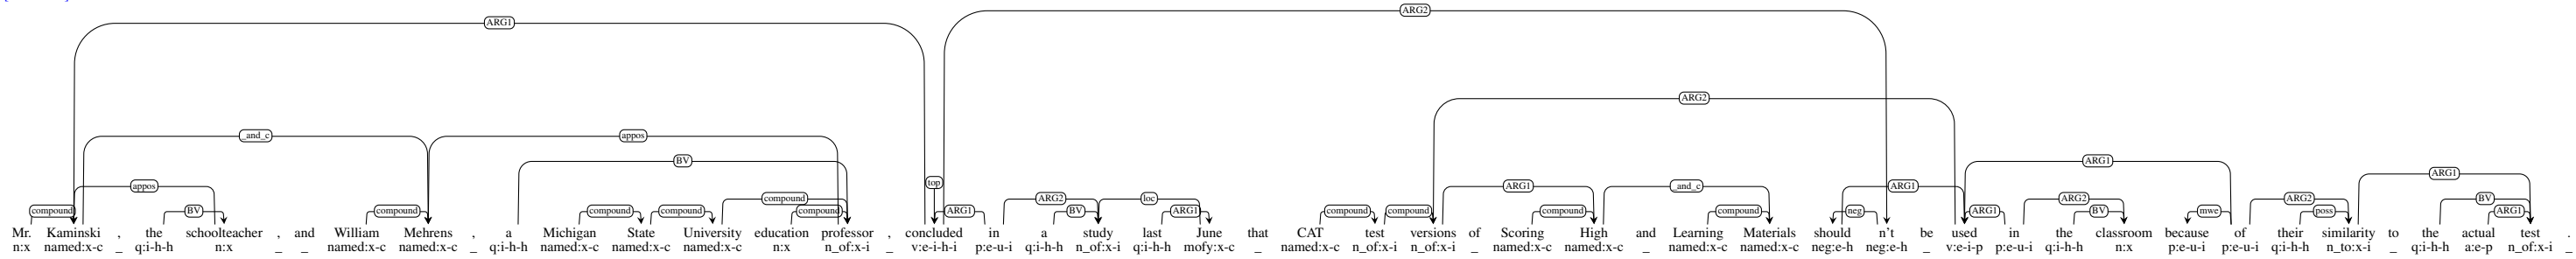 ARG1 ARG2
ARG2
_and_c appos
BV ARG1
appos top ARG1 _and_c ARG1 ARG1
compound ARG2 loc ARG2 ARG2 BV
compound BV compound compound compound compound ARG1 BV ARG1 compound compound compound compound neg ARG1 BV mwe poss ARG1
Mr. Kaminski , the schoolteacher , and William Mehrens , a Michigan State University education professor , concluded in a study last June that CAT test versions of Scoring High and Learning Materials should n't be used in the classroom because of their similarity to the actual test .
n:x named:x-c _ q:i-h-h n:x _ _ named:x-c named:x-c _ q:i-h-h named:x-c named:x-c named:x-c n:x n_of:x-i _ v:e-i-h-i p:e-u-i q:i-h-h n_of:x-i q:i-h-h mofy:x-c _ named:x-c n_of:x-i n_of:x-i _ named:x-c named:x-c _ named:x-c named:x-c neg:e-h neg:e-h _ v:e-i-p p:e-u-i q:i-h-h n:x p:e-u-i p:e-u-i q:i-h-h n_to:x-i _ q:i-h-h a:e-p n_of:x-i _